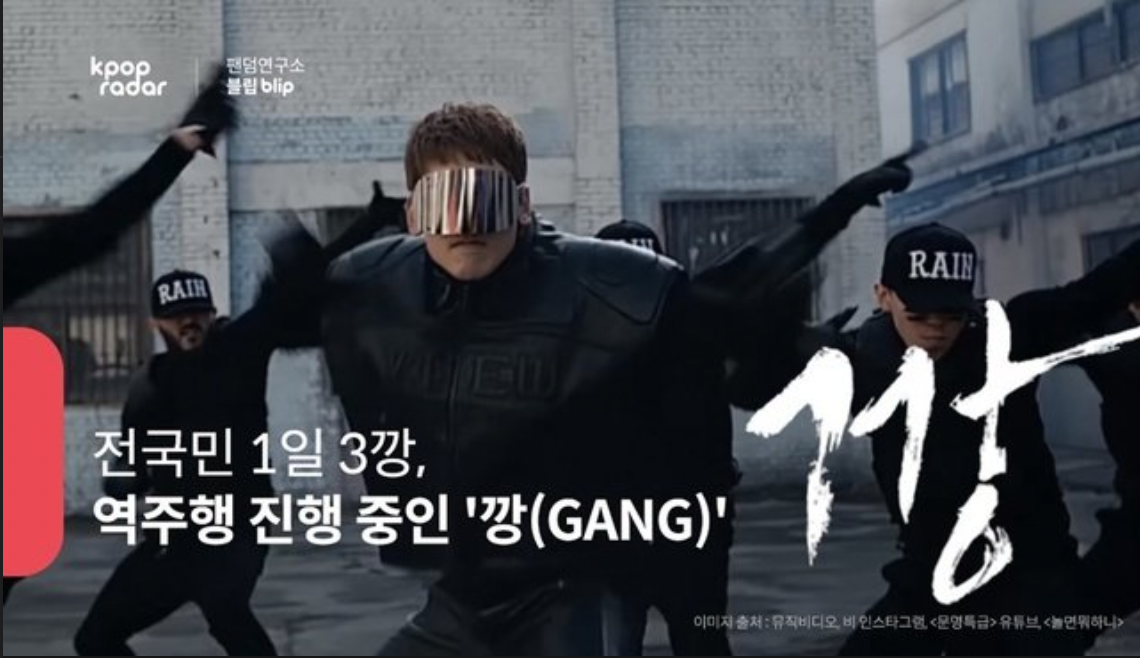 kpop
radar
팬덤연구소
블립 blip
RAIN
RAIN
깡
전국민 1일 3깡,
역주행 진행 중인 '깡(GANG)'
이미지 출처 : 뮤직비디오, 비 인스타그램, <문명특급> 유튜브, <놀면뭐하니>